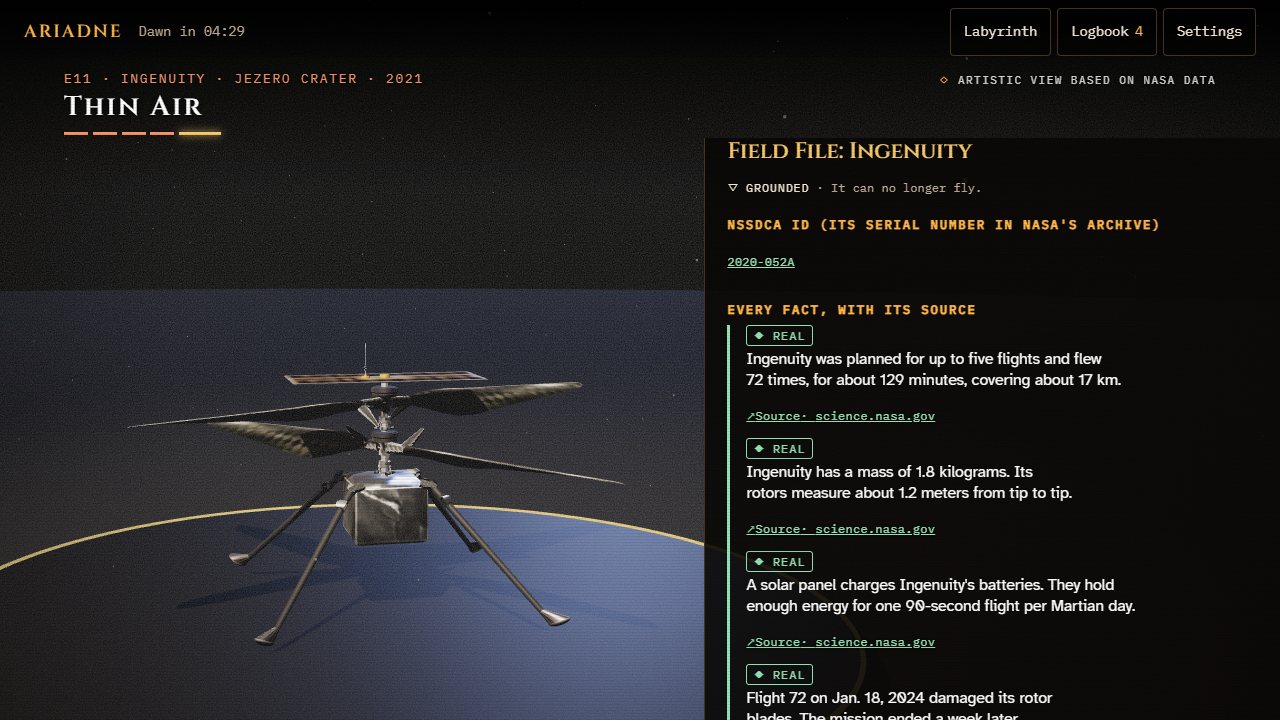 ARIADNE Dawn in 04:29
Labyrinth
Logbook 4
Settings
E11 · INGENUITY · JEZERO CRATER · 2021
◇ ARTISTIC VIEW BASED ON NASA DATA
Thin Air
Field File: Ingenuity
▽ GROUNDED · It can no longer fly.
NSSDCA ID (ITS SERIAL NUMBER IN NASA'S ARCHIVE)
2020-052A
EVERY FACT, WITH ITS SOURCE
◆ REAL
Ingenuity was planned for up to five flights and flew
72 times, for about 129 minutes, covering about 17 km.
↗Source· science.nasa.gov
◆ REAL
Ingenuity has a mass of 1.8 kilograms. Its
rotors measure about 1.2 meters from tip to tip.
↗Source· science.nasa.gov
◆ REAL
A solar panel charges Ingenuity's batteries. They hold
enough energy for one 90-second flight per Martian day.
↗Source· science.nasa.gov
◆ REAL
Flight 72 on Jan. 18, 2024 damaged its rotor
blades. The mission ended a week later.